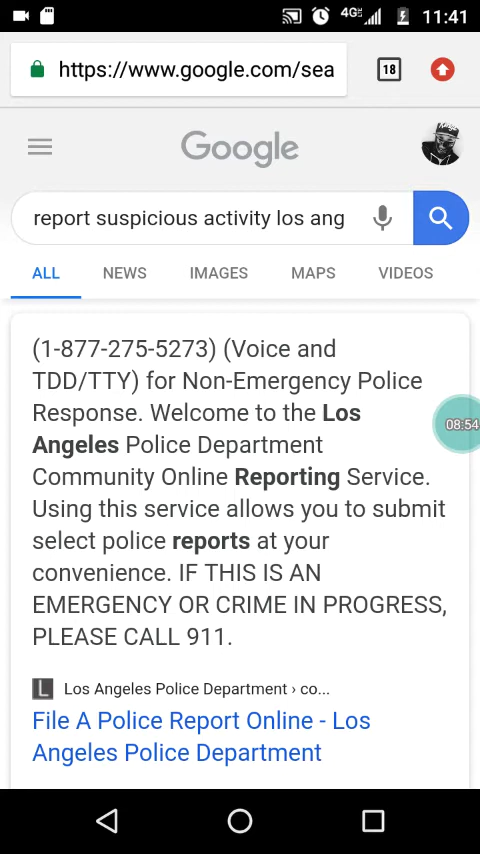 4G 11:41
https://www.google.com/sea
18
Google
report suspicious activity los ang
ALL NEWS IMAGES MAPS VIDEOS
(1-877-275-5273) (Voice and
TDD/TTY) for Non-Emergency Police
Response. Welcome to the Los
Angeles Police Department
08:54
Community Online Reporting Service.
Using this service allows you to submit
select police reports at your
convenience. IF THIS IS AN
EMERGENCY OR CRIME IN PROGRESS,
PLEASE CALL 911.
L Los Angeles Police Department › co...
File A Police Report Online - Los
Angeles Police Department